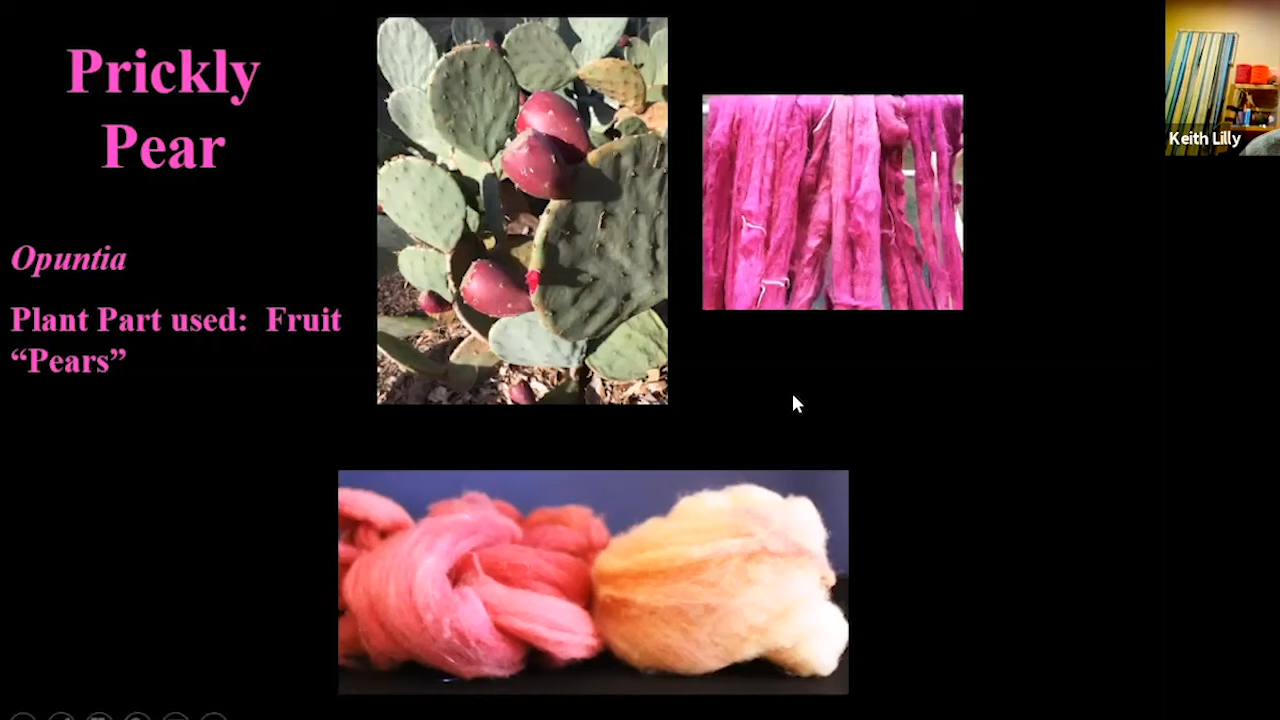 Prickly
Pear
Opuntia
Plant Part used: Fruit
“Pears”
Keith Lilly